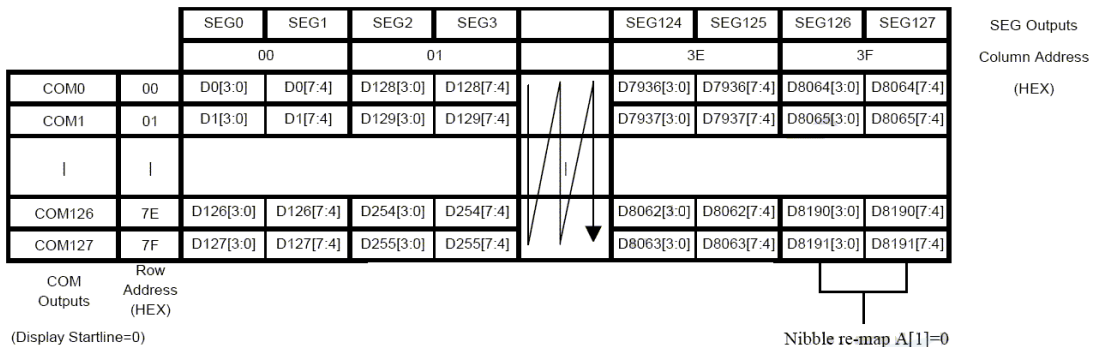 SEG0 SEG1 SEG2 SEG3 SEG124 SEG125 SEG126 SEG127 SEG Outputs
00 01 3E 3F Column Address
COM0 00 D0[3:0] D0[7:4] D128[3:0] D128[7:4] D7936[3:0] D7936[7:4] D8064[3:0] D8064[7:4] (HEX)
COM1 01 D1[3:0] D1[7:4] D129[3:0] D129[7:4] D7937[3:0] D7937[7:4] D8065[3:0] D8065[7:4]
| | |
COM126 7E D126[3:0] D126[7:4] D254[3:0] D254[7:4] D8062[3:0] D8062[7:4] D8190[3:0] D8190[7:4]
COM127 7F D127[3:0] D127[7:4] D255[3:0] D255[7:4] D8063[3:0] D8063[7:4] D8191[3:0] D8191[7:4]
COM
Outputs
Row
Address
(HEX)
(Display Startline=0)
Nibble re-map A[1]=0